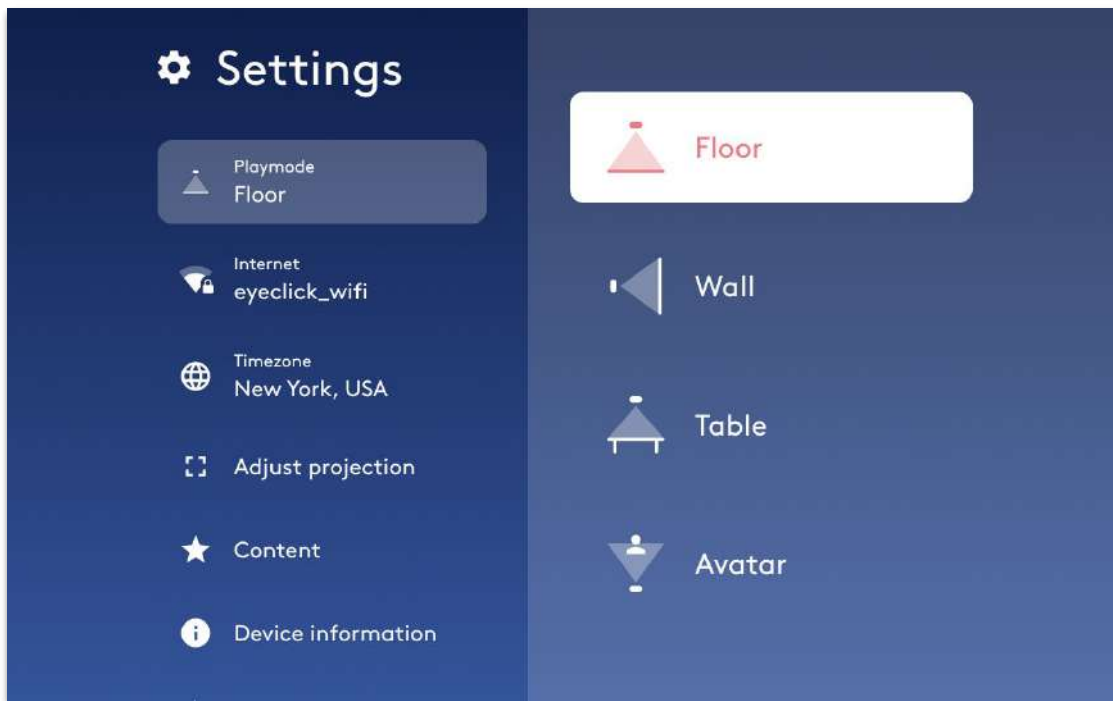 Settings
Playmode
Floor
Internet
eyeclick_wifi
Timezone
New York, USA
Adjust projection
Content
Device information
Floor
Wall
Table
Avatar